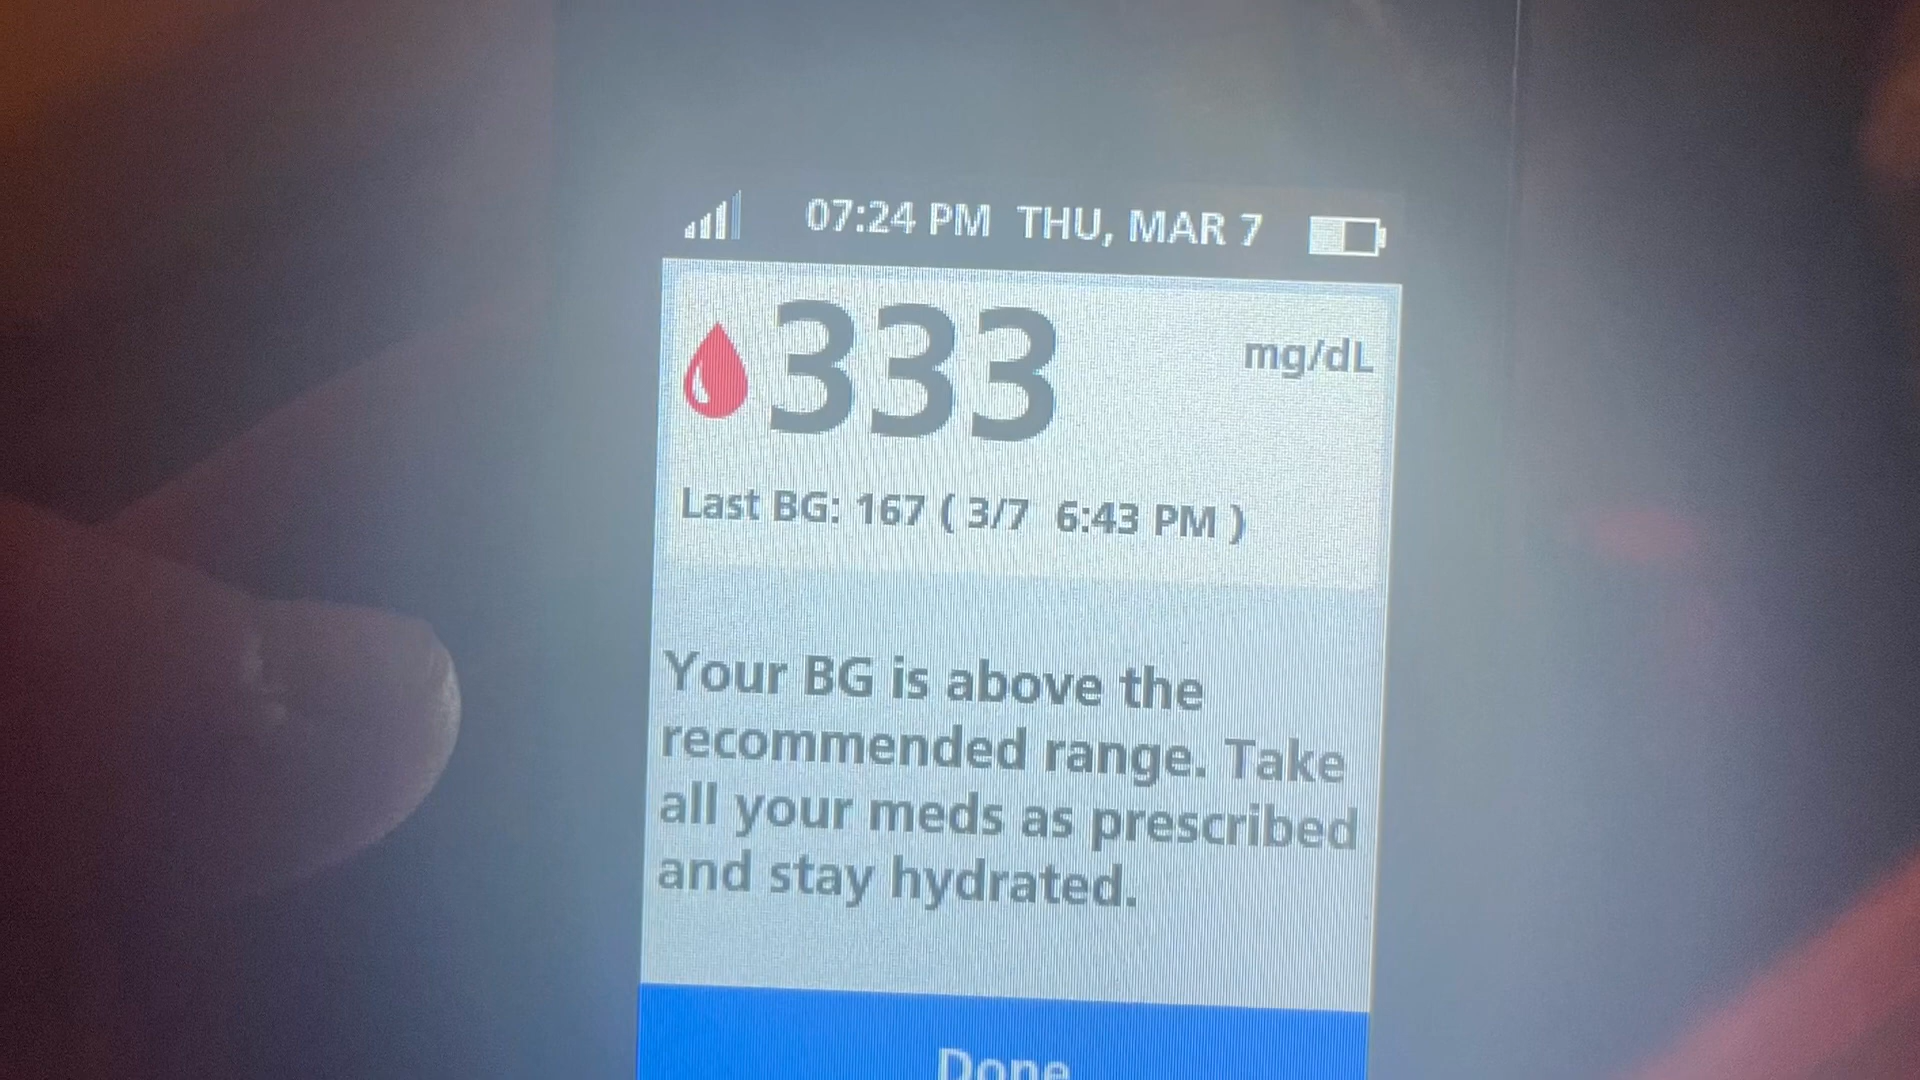 07:24 PM THU, MAR 7
333 mg/dL
Last BG: 167 ( 3/7 6:43 PM )
Your BG is above the
recommended range. Take
all your meds as prescribed
and stay hydrated.
Done